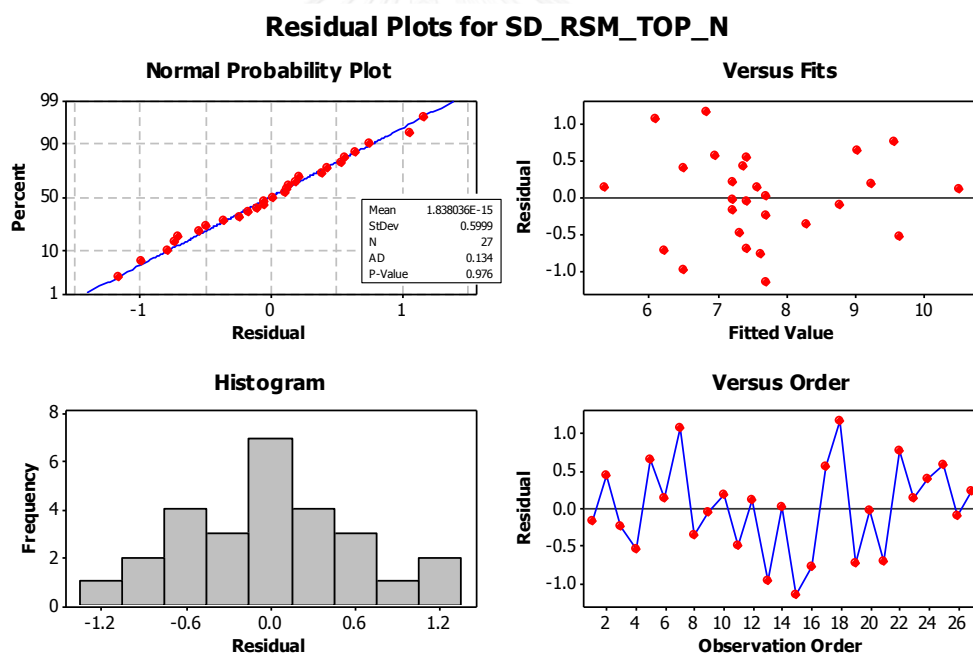 Residual Plots for SD_RSM_TOP_N
Normal Probability Plot
Percent
99
90
50
10
1
-1 0 1
Residual
Mean 1.838036E-15
StDev 0.5999
N 27
AD 0.134
P-Value 0.976
Versus Fits
Residual
1.0
0.5
0.0
-0.5
-1.0
6 7 8 9 10
Fitted Value
Histogram
Frequency
8
6
4
2
0
-1.2 -0.6 0.0 0.6 1.2
Residual
Versus Order
Residual
1.0
0.5
0.0
-0.5
-1.0
2 4 6 8 10 12 14 16 18 20 22 24 26
Observation Order